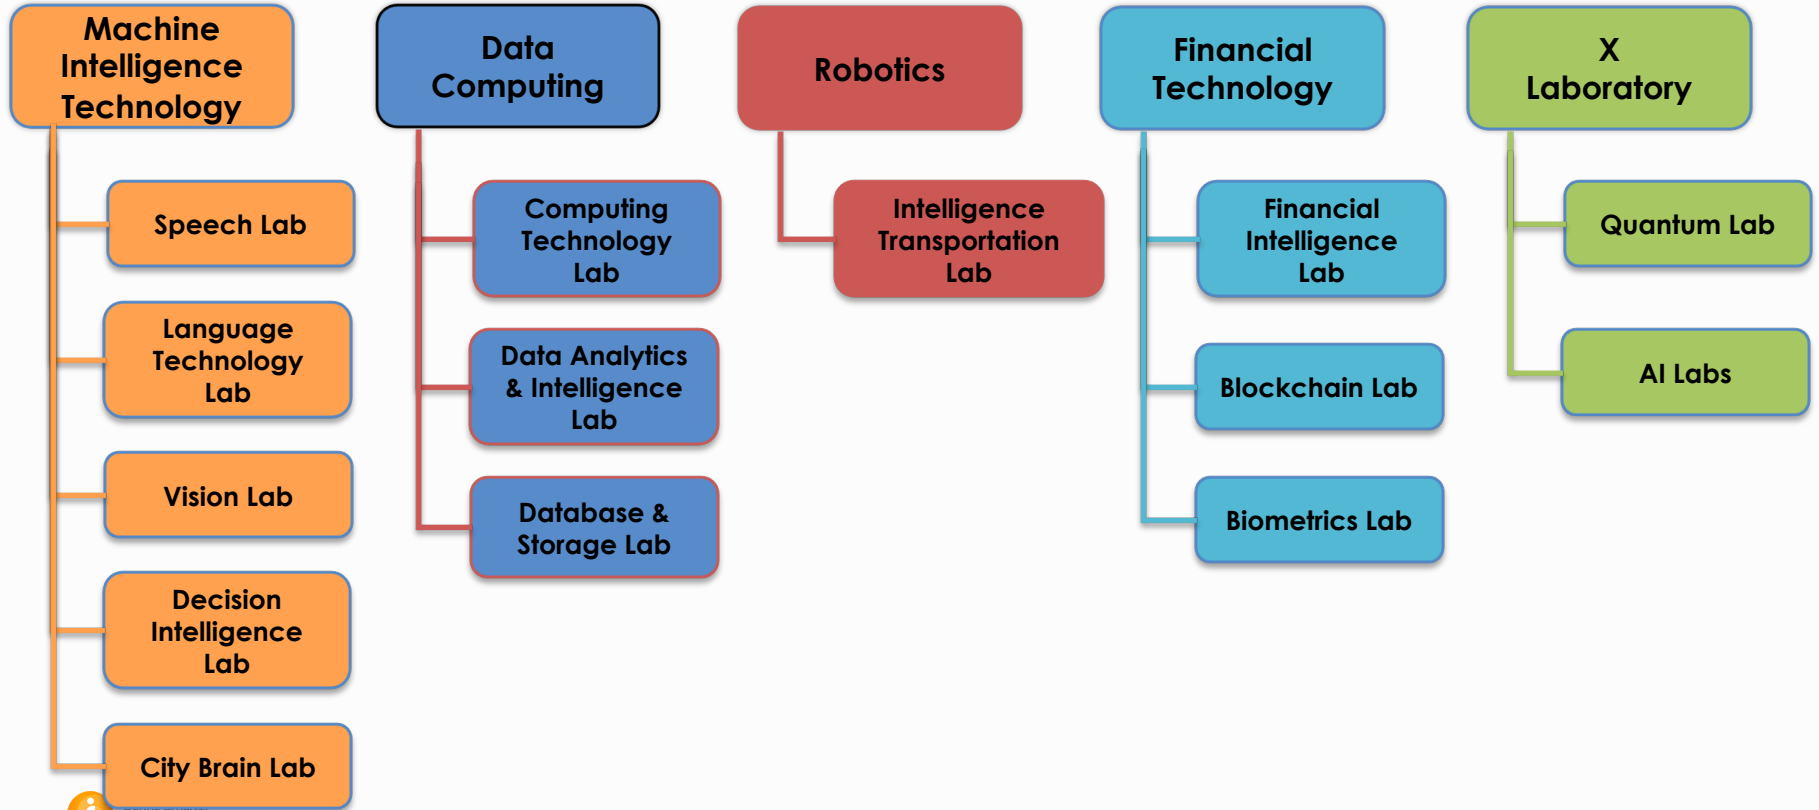 Machine
Intelligence
Technology
Speech Lab
Language
Technology
Lab
Vision Lab
Decision
Intelligence
Lab
City Brain Lab
Data
Computing
Computing
Technology
Lab
Data Analytics
& Intelligence
Lab
Database &
Storage Lab
Robotics
Intelligence
Transportation
Lab
Financial
Technology
Financial
Intelligence
Lab
Blockchain Lab
Biometrics Lab
X
Laboratory
Quantum Lab
AI Labs